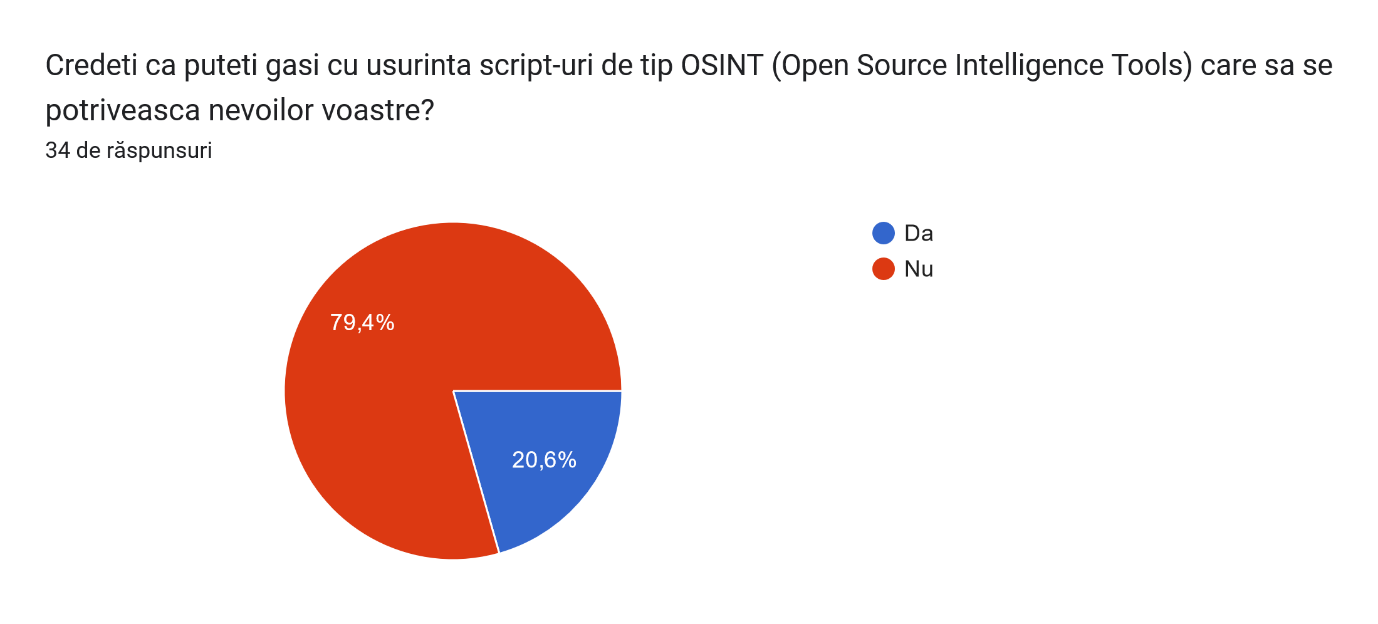 Credeti ca puteti gasi cu usurinta script-uri de tip OSINT (Open Source Intelligence Tools) care sa se
potriveasca nevoilor voastre?
34 de răspunsuri
Da
Nu
79,4%
20,6%